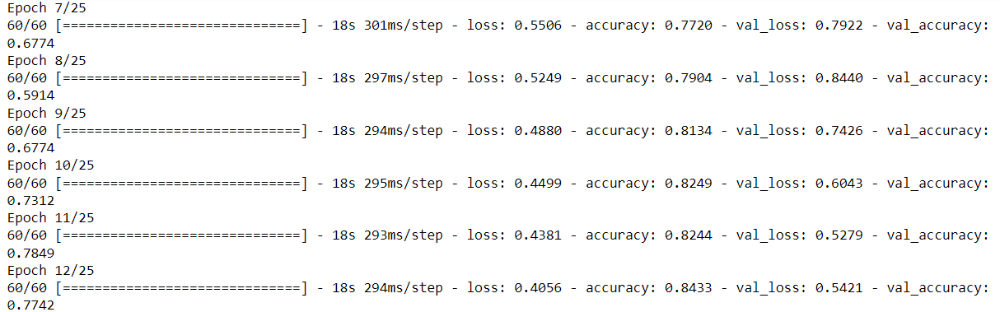 Epoch 7/25
60/60 [==============================] - 18s 301ms/step - loss: 0.5506 - accuracy: 0.7720 - val_loss: 0.7922 - val_accuracy:
0.6774
Epoch 8/25
60/60 [==============================] - 18s 297ms/step - loss: 0.5249 - accuracy: 0.7904 - val_loss: 0.8440 - val_accuracy:
0.5914
Epoch 9/25
60/60 [==============================] - 18s 294ms/step - loss: 0.4880 - accuracy: 0.8134 - val_loss: 0.7426 - val_accuracy:
0.6774
Epoch 10/25
60/60 [==============================] - 18s 295ms/step - loss: 0.4499 - accuracy: 0.8249 - val_loss: 0.6043 - val_accuracy:
0.7312
Epoch 11/25
60/60 [==============================] - 18s 293ms/step - loss: 0.4381 - accuracy: 0.8244 - val_loss: 0.5279 - val_accuracy:
0.7849
Epoch 12/25
60/60 [==============================] - 18s 294ms/step - loss: 0.4056 - accuracy: 0.8433 - val_loss: 0.5421 - val_accuracy:
0.7742